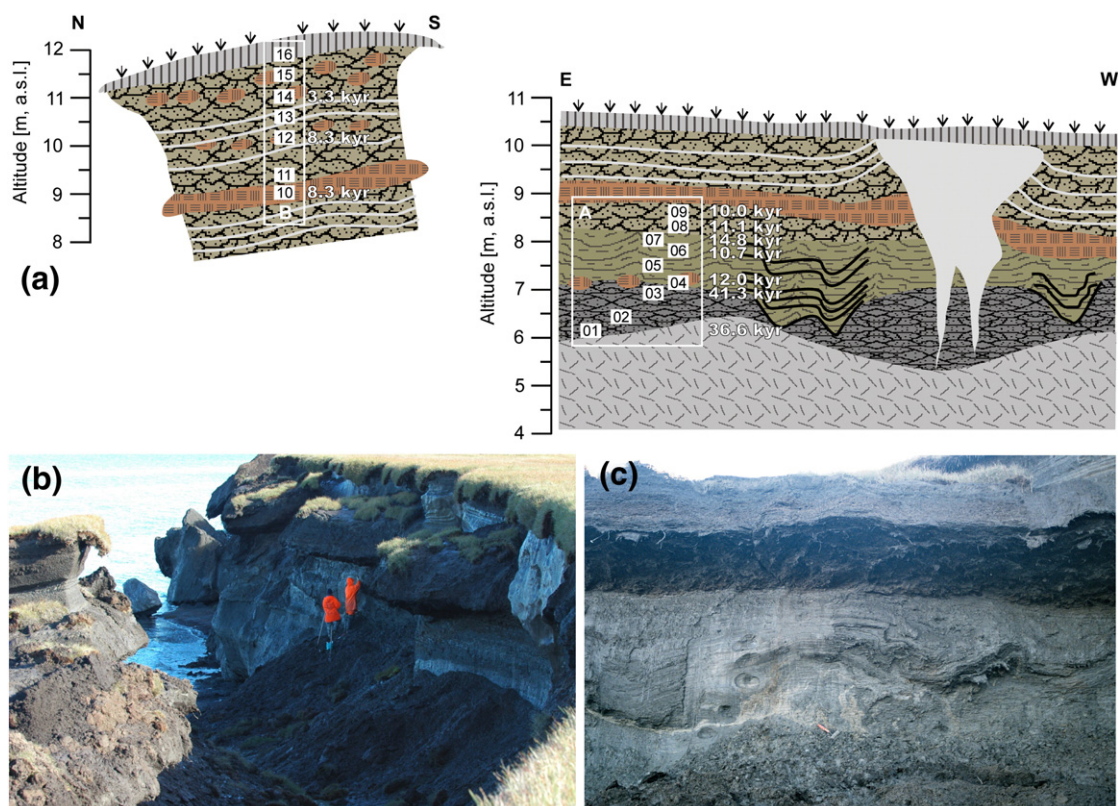 N
S
Altitude [m, a.s.l.]
12
11
10
9
8
16
15
14 3.3 kyr
13
12 8.3 kyr
11
10 8.3 kyr
B
(a)
E
W
Altitude [m, a.s.l.]
11
10
9
8
7
6
5
4
A
09 10.0 kyr
08 11.1 kyr
07 14.8 kyr
06 10.7 kyr
05
04 12.0 kyr
03 41.3 kyr
02
01 36.6 kyr
(b)
(c)